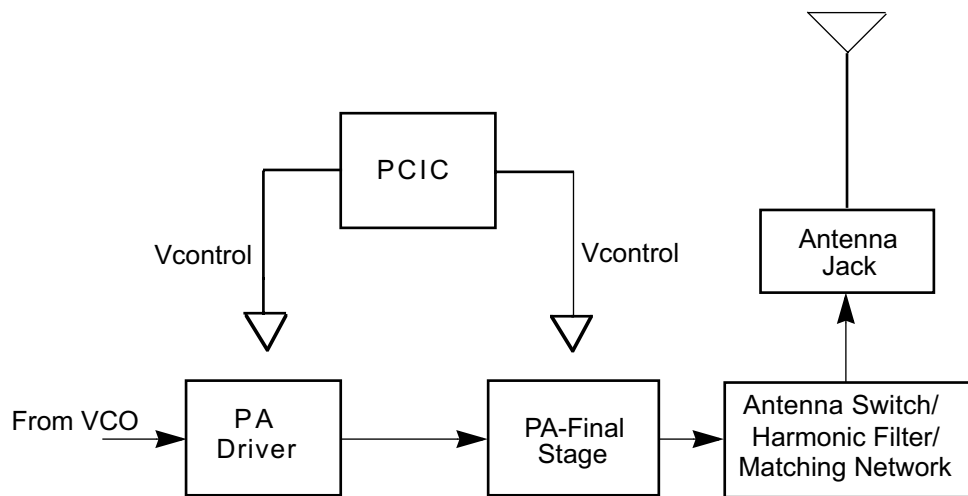 PCIC
Vcontrol
Vcontrol
Antenna
Jack
From VCO
PA
Driver
PA-Final
Stage
Antenna Switch/
Harmonic Filter/
Matching Network